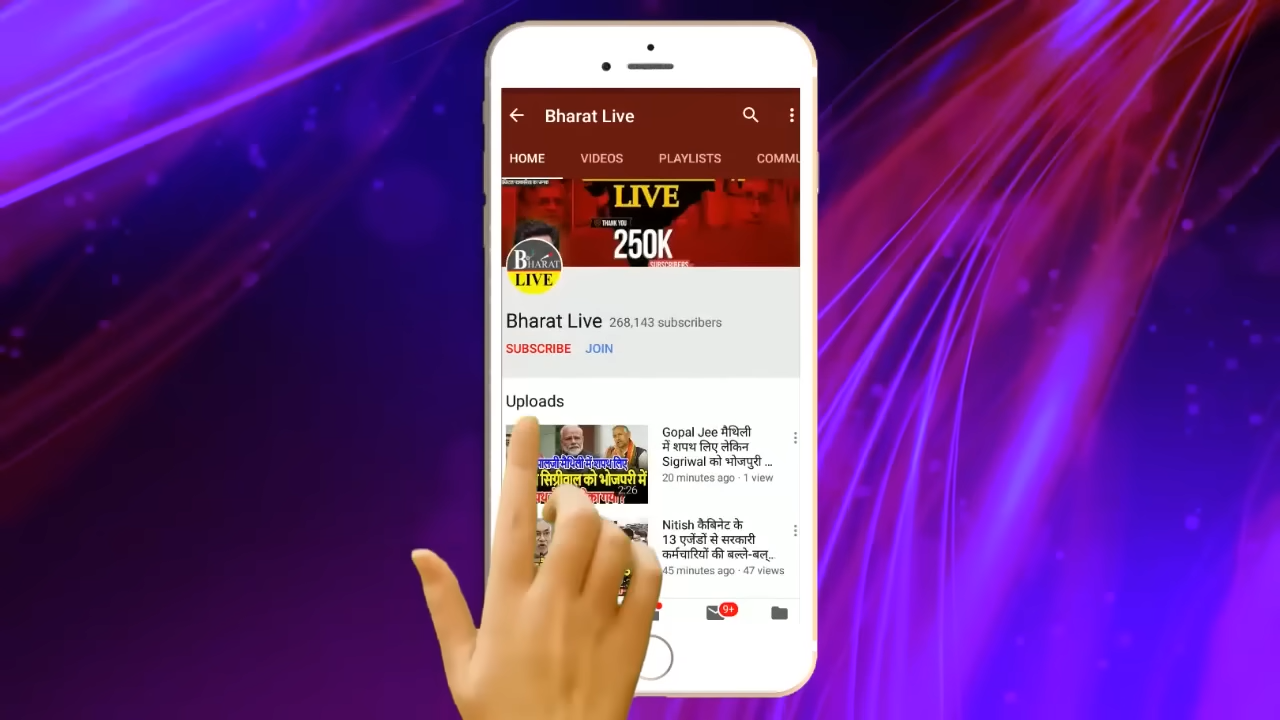 Bharat Live
HOME
VIDEOS
PLAYLISTS
COMMU
LIVE
THANK YOU
250K
SUBSCRIBERS
BHARAT
LIVE
Bharat Live 268,143 subscribers
SUBSCRIBE JOIN
Uploads
सिग्रीवाल को भोजपुरी में
2:26
Gopal Jee मैथिली
में शपथ लिए लेकिन
Sigriwal को भोजपुरी ...
20 minutes ago · 1 view
Nitish कैबिनेट के
13 एजेंडों से सरकारी
कर्मचारियों की बल्ले-बल्...
45 minutes ago · 47 views
9+